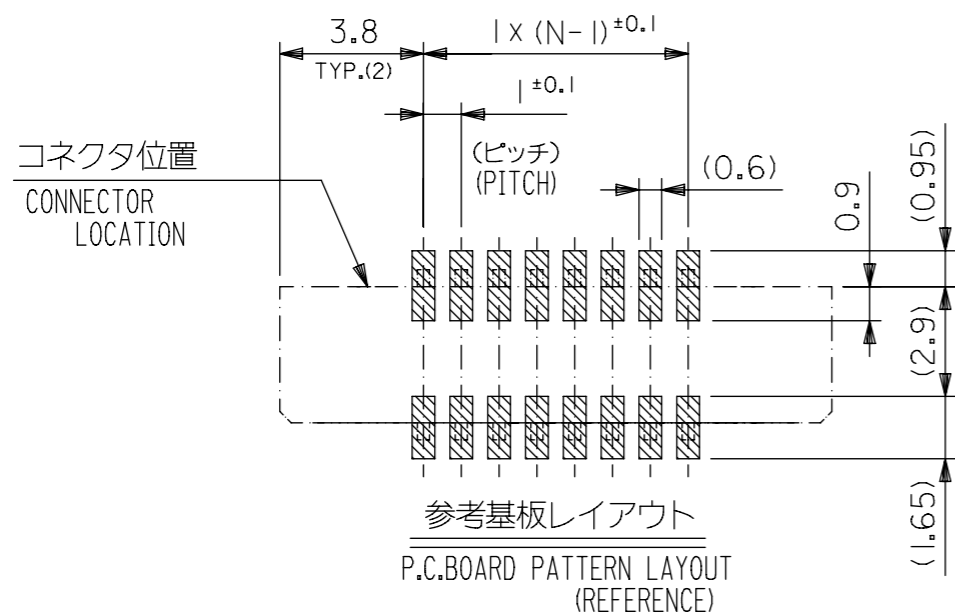 3.8
TYP.(2)
1×(N-1)±0.1
1±0.1
コネクタ位置
CONNECTOR
LOCATION
(ピッチ)
(PITCH)
(0.6)
0.9
(0.95)
(2.9)
(1.65)
参考基板レイアウト
P.C.BOARD PATTERN LAYOUT
(REFERENCE)